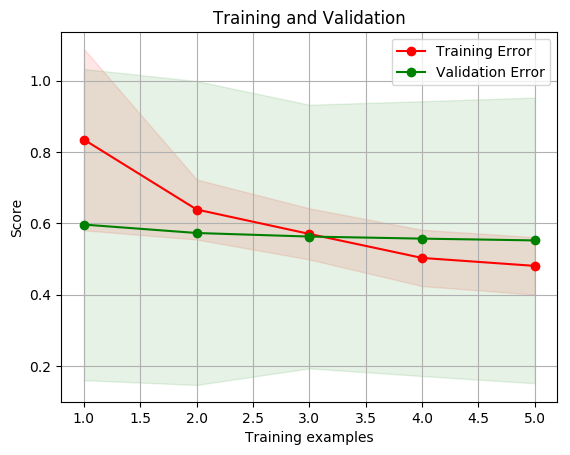 Training and Validation
Training Error
Validation Error
Score
1.0
0.8
0.6
0.4
0.2
1.0 1.5 2.0 2.5 3.0 3.5 4.0 4.5 5.0
Training examples